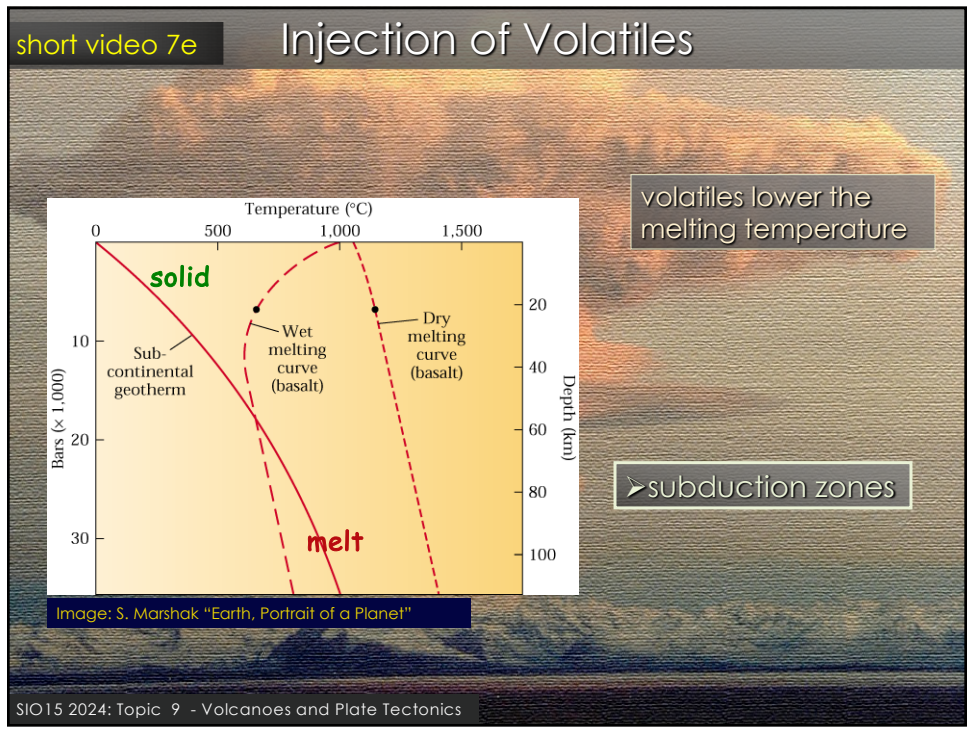 short video 7e
Injection of Volatiles
volatiles lower the
melting temperature
Temperature (°C)
0 500 1,000 1,500
solid
Sub-
continental
geotherm
Wet
melting
curve
(basalt)
Dry
melting
curve
(basalt)
melt
Bars (× 1,000)
10
20
30
Depth (km)
20
40
60
80
100
➢subduction zones
Image: S. Marshak “Earth, Portrait of a Planet”
SIO15 2024: Topic 9 - Volcanoes and Plate Tectonics